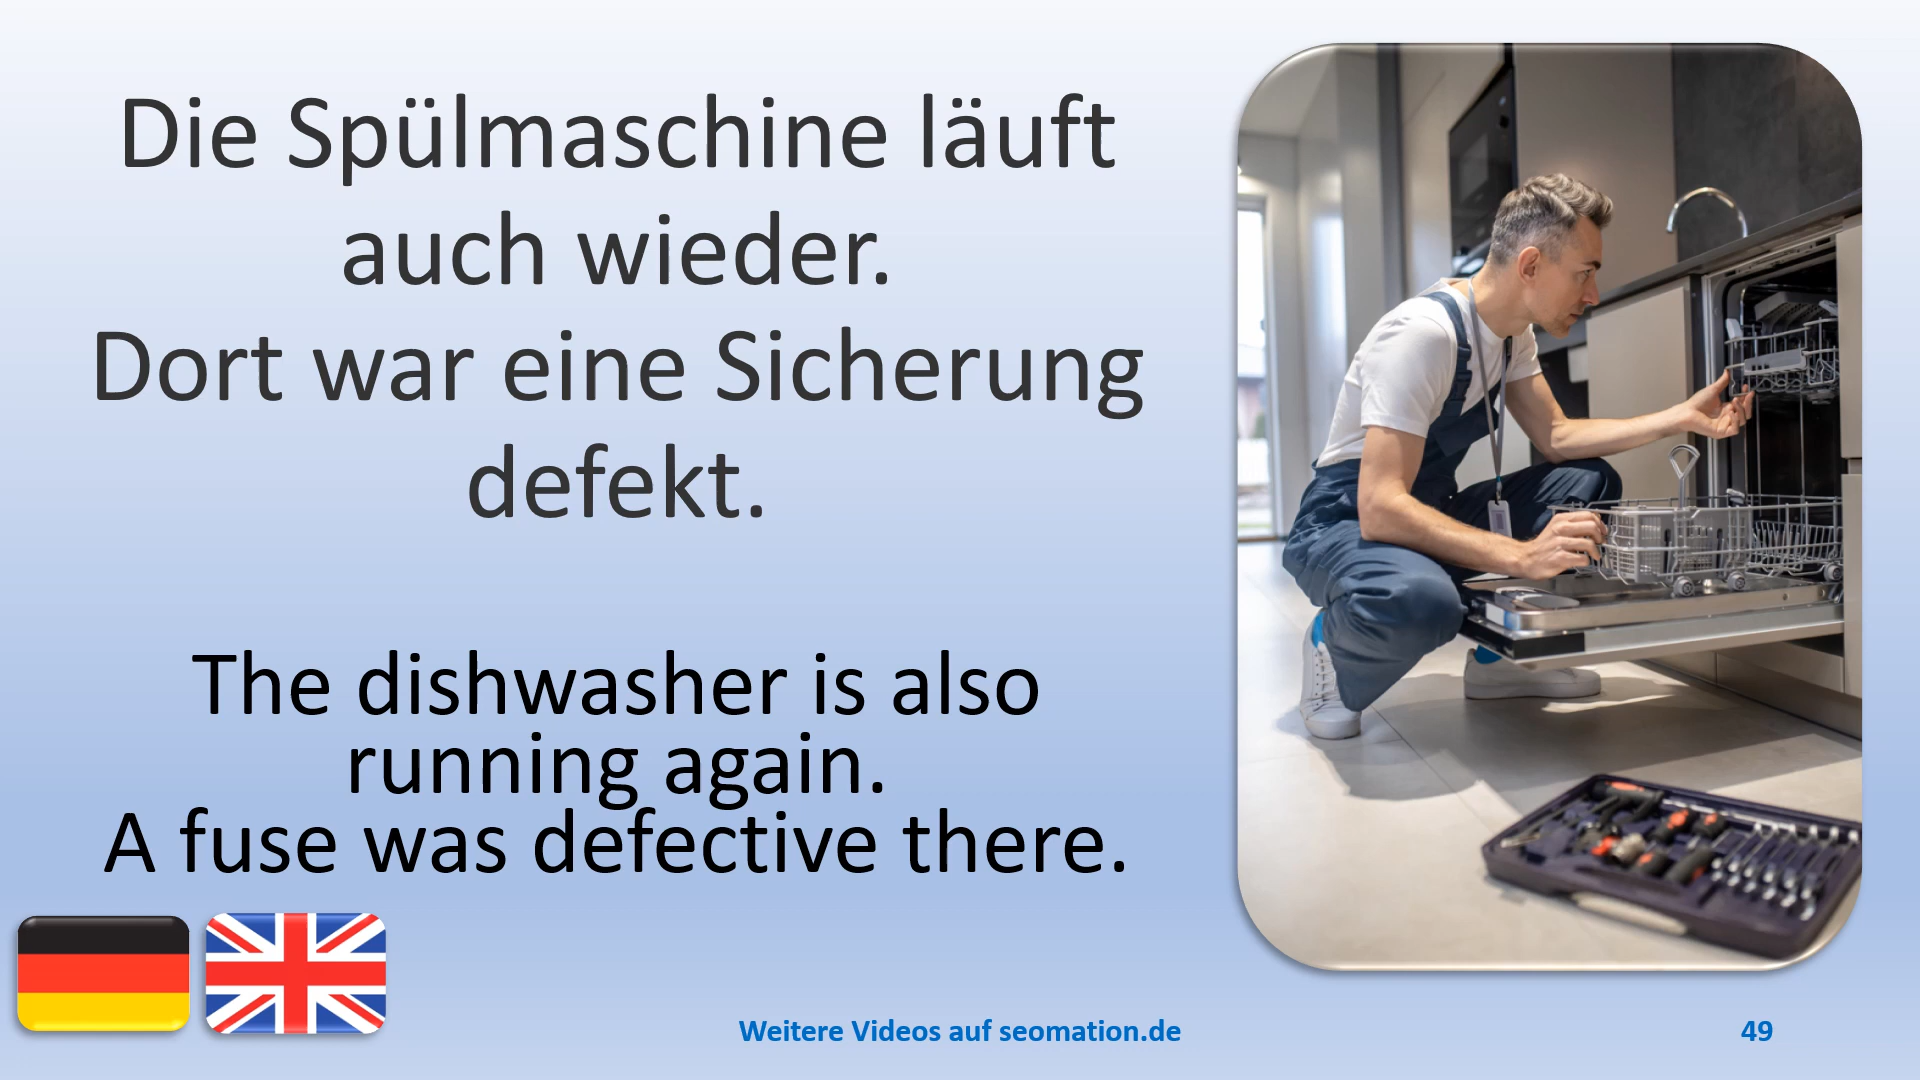 Die Spülmaschine läuft
auch wieder.
Dort war eine Sicherung
defekt.
The dishwasher is also
running again.
A fuse was defective there.
Weitere Videos auf seomation.de
49